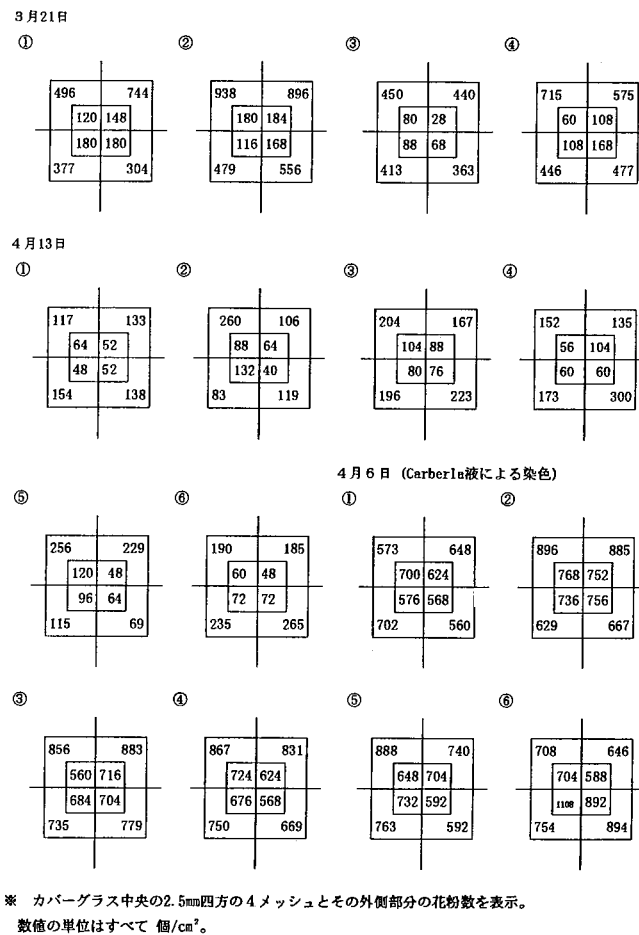 3月21日
① ② ③ ④
496 744 938 896 450 440 715 575
120 148 180 184 80 28 60 108
180 180 116 168 88 68 108 168
377 304 479 556 413 363 446 477
4月13日
① ② ③ ④
117 133 260 106 204 167 152 135
64 52 88 64 104 88 56 104
48 52 132 40 80 76 60 60
154 138 83 119 196 223 173 300
4月6日 (Carberla液による染色)
⑤ ⑥ ① ②
256 229 190 185 573 648 896 885
120 48 60 48 700 624 768 752
96 64 72 72 576 568 736 756
115 69 235 265 702 560 629 667
③ ④ ⑤ ⑥
856 883 867 831 888 740 708 646
560 716 724 624 648 704 704 588
684 704 676 568 732 592 1108 892
735 779 750 669 763 592 754 894
※ カバーグラス中央の2.5mm四方の4メッシュとその外側部分の花粉数を表示。
数値の単位はすべて 個/cm²。